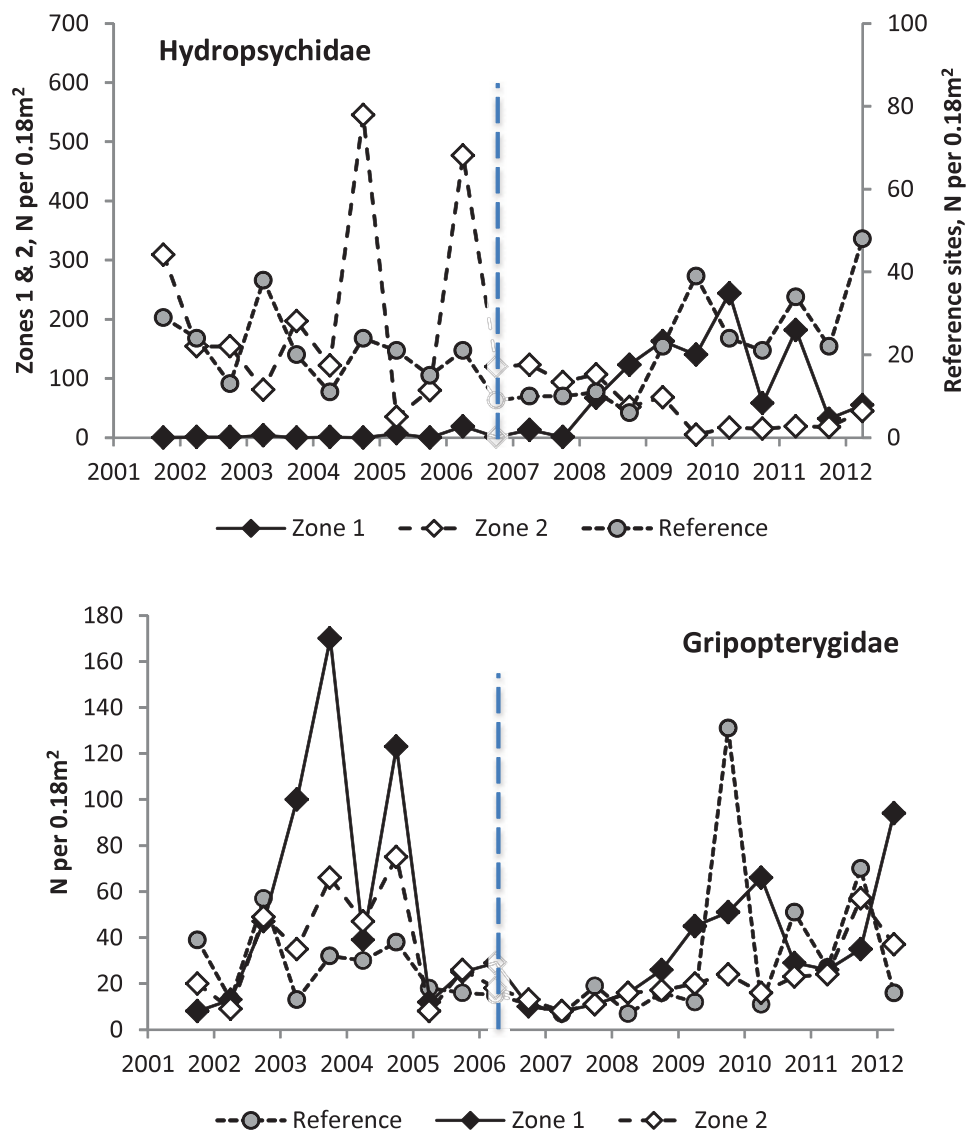 Hydropsychidae
Zones 1 & 2, N per 0.18m²
700
600
500
400
300
200
100
0
Reference sites, N per 0.18m²
100
80
60
40
20
0
2001 2002 2003 2004 2005 2006 2007 2008 2009 2010 2011 2012
Zone 1 Zone 2 Reference
Gripopterygidae
N per 0.18m²
180
160
140
120
100
80
60
40
20
0
2001 2002 2003 2004 2005 2006 2007 2008 2009 2010 2011 2012
Reference Zone 1 Zone 2